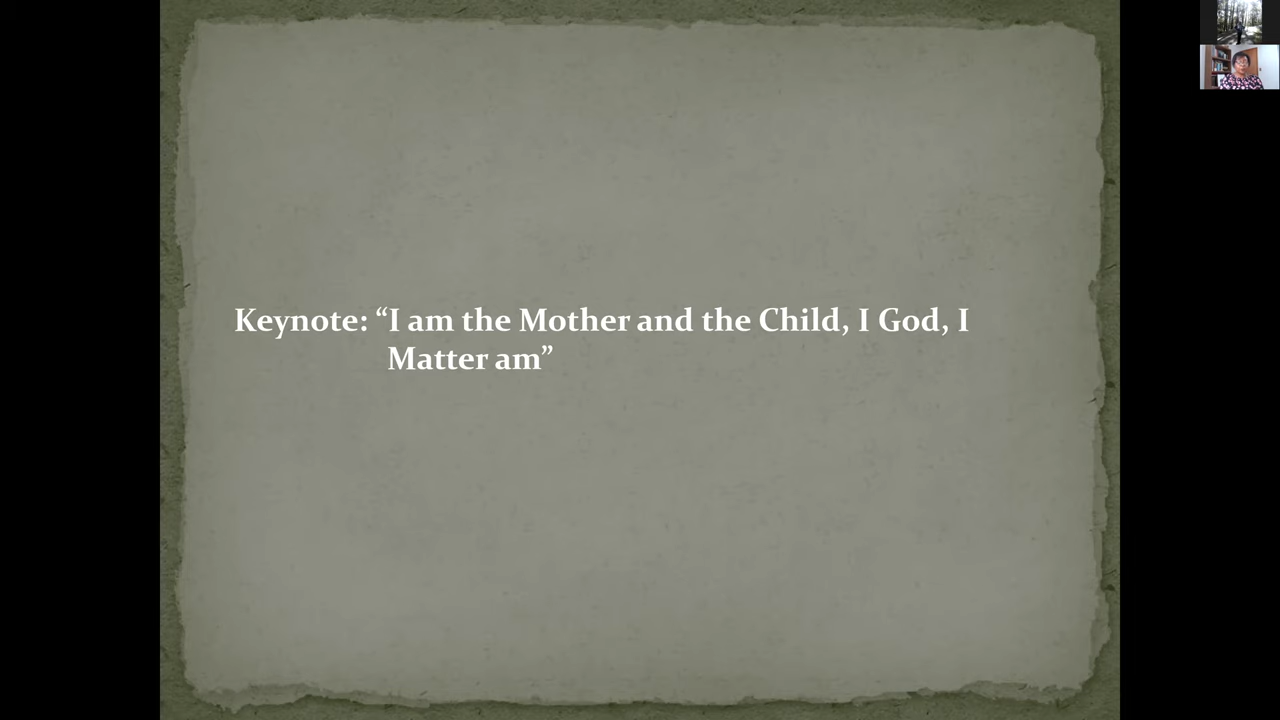 Keynote: “I am the Mother and the Child, I God, I
Matter am”